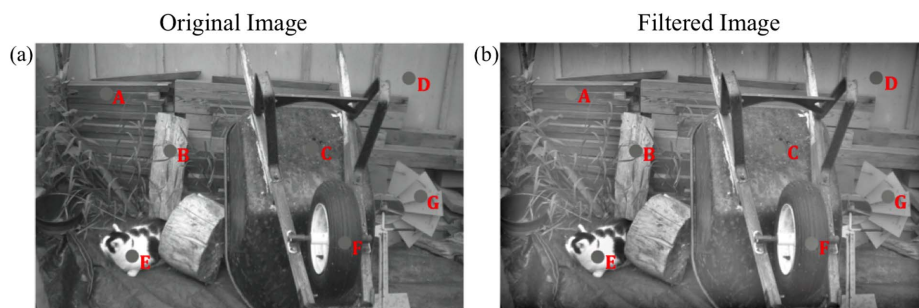 Original Image
Filtered Image
(a)
A
B
C
D
E
F
G
(b)
A
B
C
D
E
F
G